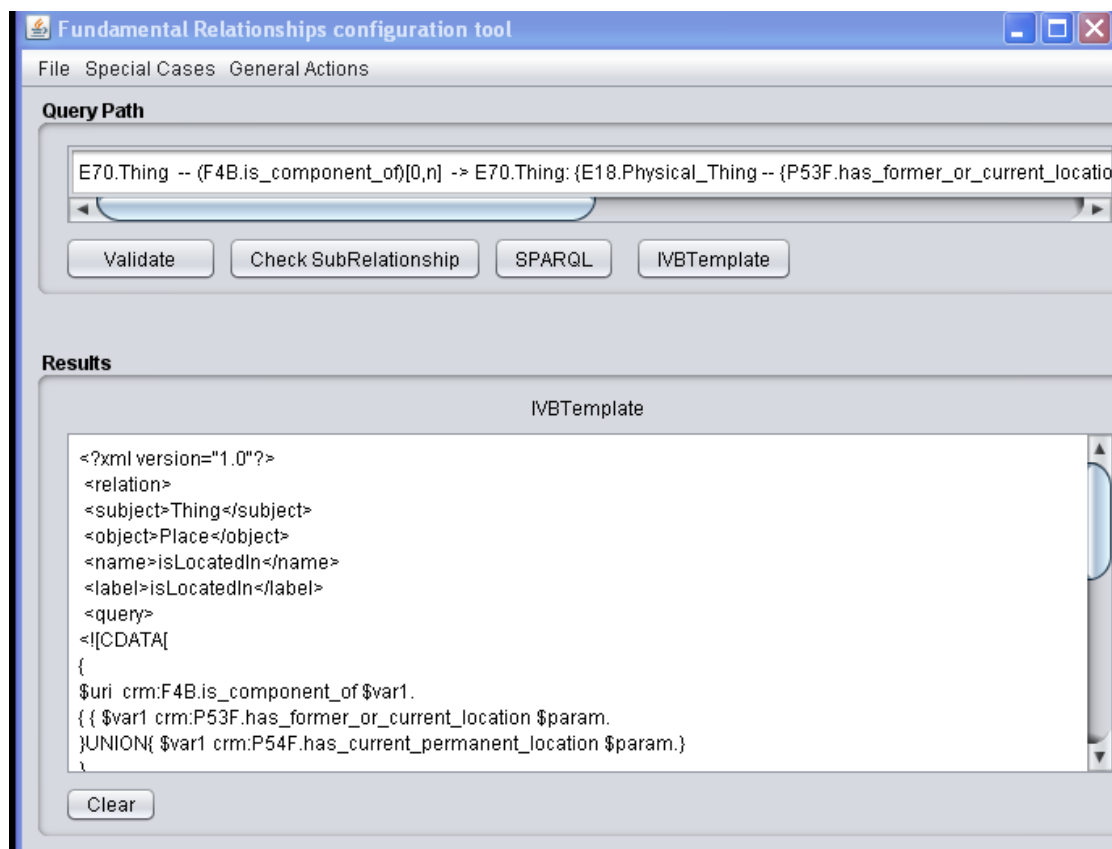 Fundamental Relationships configuration tool
File Special Cases General Actions
Query Path
E70.Thing -- (F4B.is_component_of)[0,n] -> E70.Thing: {E18.Physical_Thing -- {P53F.has_former_or_current_locatio
Validate Check SubRelationship SPARQL IVBTemplate
Results
IVBTemplate
<?xml version="1.0"?>
<relation>
<subject>Thing</subject>
<object>Place</object>
<name>isLocatedIn</name>
<label>isLocatedIn</label>
<query>
<![CDATA[
{
$uri crm:F4B.is_component_of $var1.
{ { $var1 crm:P53F.has_former_or_current_location $param.
}UNION{ $var1 crm:P54F.has_current_permanent_location $param.}
}
Clear